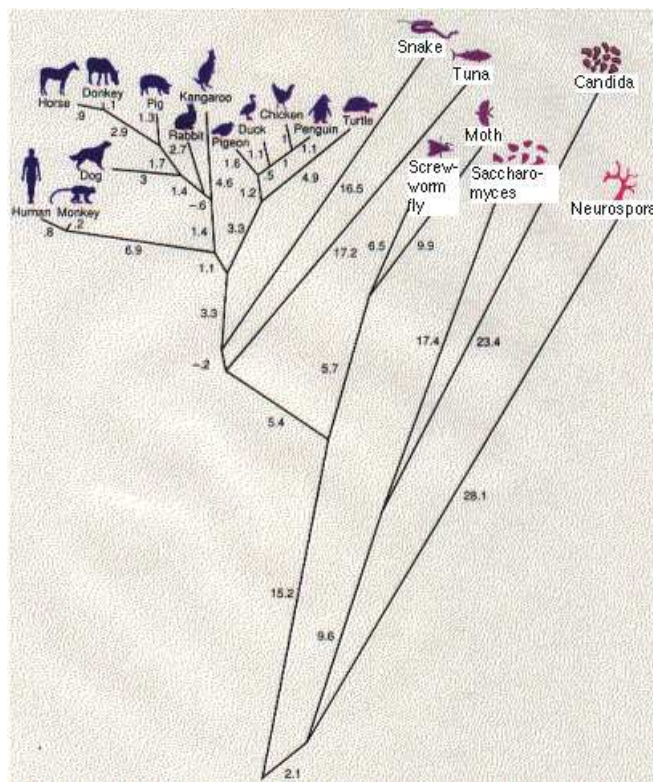 Snake
Tuna
Candida
Kangaroo
Donkey
Horse
.1
Pig
Chicken
Duck
Penguin
Turtle
Moth
.9
1.3
Rabbit
Pigeon
1
1.1
Screw-
worm
fly
Saccharo-
myces
2.9
2.7
1.6
1.1
.5
1
Dog
1.7
3
1.4
4.6
1.2
4.9
16.5
Neurospora
Human
Monkey
-.6
.8
.2
6.9
1.4
3.3
17.2
6.5
9.9
1.1
3.3
17.4
23.4
-.2
5.7
5.4
28.1
15.2
9.6
2.1